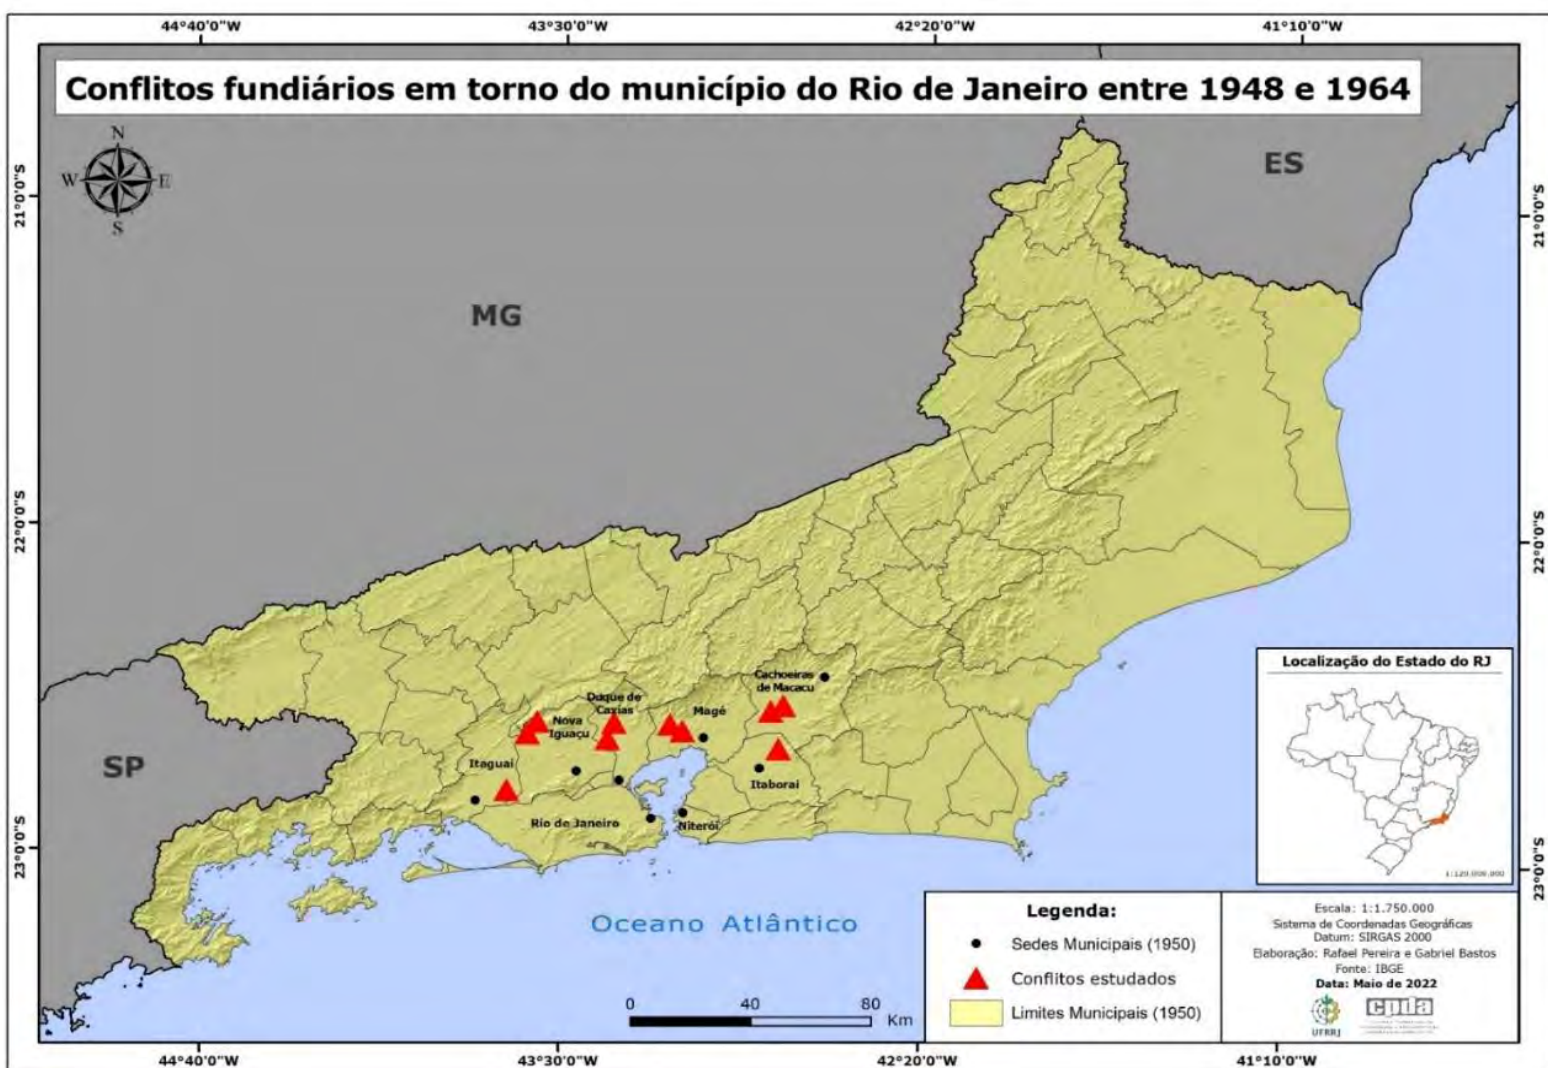 44°40'0"W
43°30'0"W
42°20'0"W
41°10'0"W
Conflitos fundiários em torno do município do Rio de Janeiro entre 1948 e 1964
N
W
E
S
21°0'0"S
21°0'0"S
ES
MG
22°0'0"S
22°0'0"S
SP
Cachoeiras
de Macacu
Duque de
Caxias
Magé
Nova
Iguaçu
Itaguaí
Itaboraí
Rio de Janeiro
Niterói
23°0'0"S
23°0'0"S
Oceano Atlântico
Localização do Estado do RJ
1:120.000.000
0
40
80
Km
Legenda:
Sedes Municipais (1950)
Conflitos estudados
Limites Municipais (1950)
Escala: 1:1.750.000
Sistema de Coordenadas Geográficas
Datum: SIRGAS 2000
Elaboração: Rafael Pereira e Gabriel Bastos
Fonte: IBGE
Data: Maio de 2022
UFRRJ
cpda
44°40'0"W
43°30'0"W
42°20'0"W
41°10'0"W